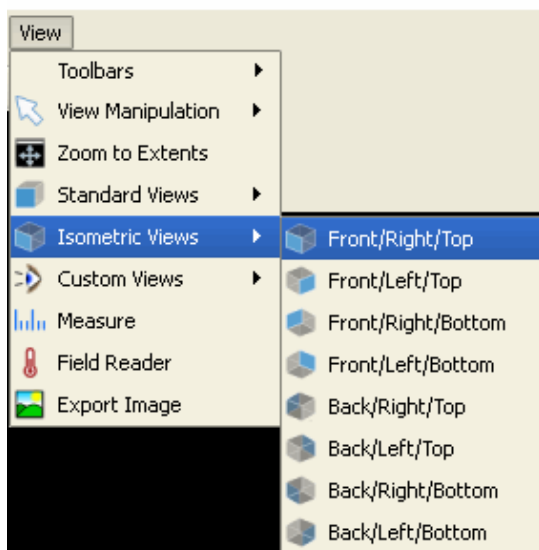 View
Toolbars
View Manipulation
Zoom to Extents
Standard Views
Isometric Views
Custom Views
Measure
Field Reader
Export Image
Front/Right/Top
Front/Left/Top
Front/Right/Bottom
Front/Left/Bottom
Back/Right/Top
Back/Left/Top
Back/Right/Bottom
Back/Left/Bottom